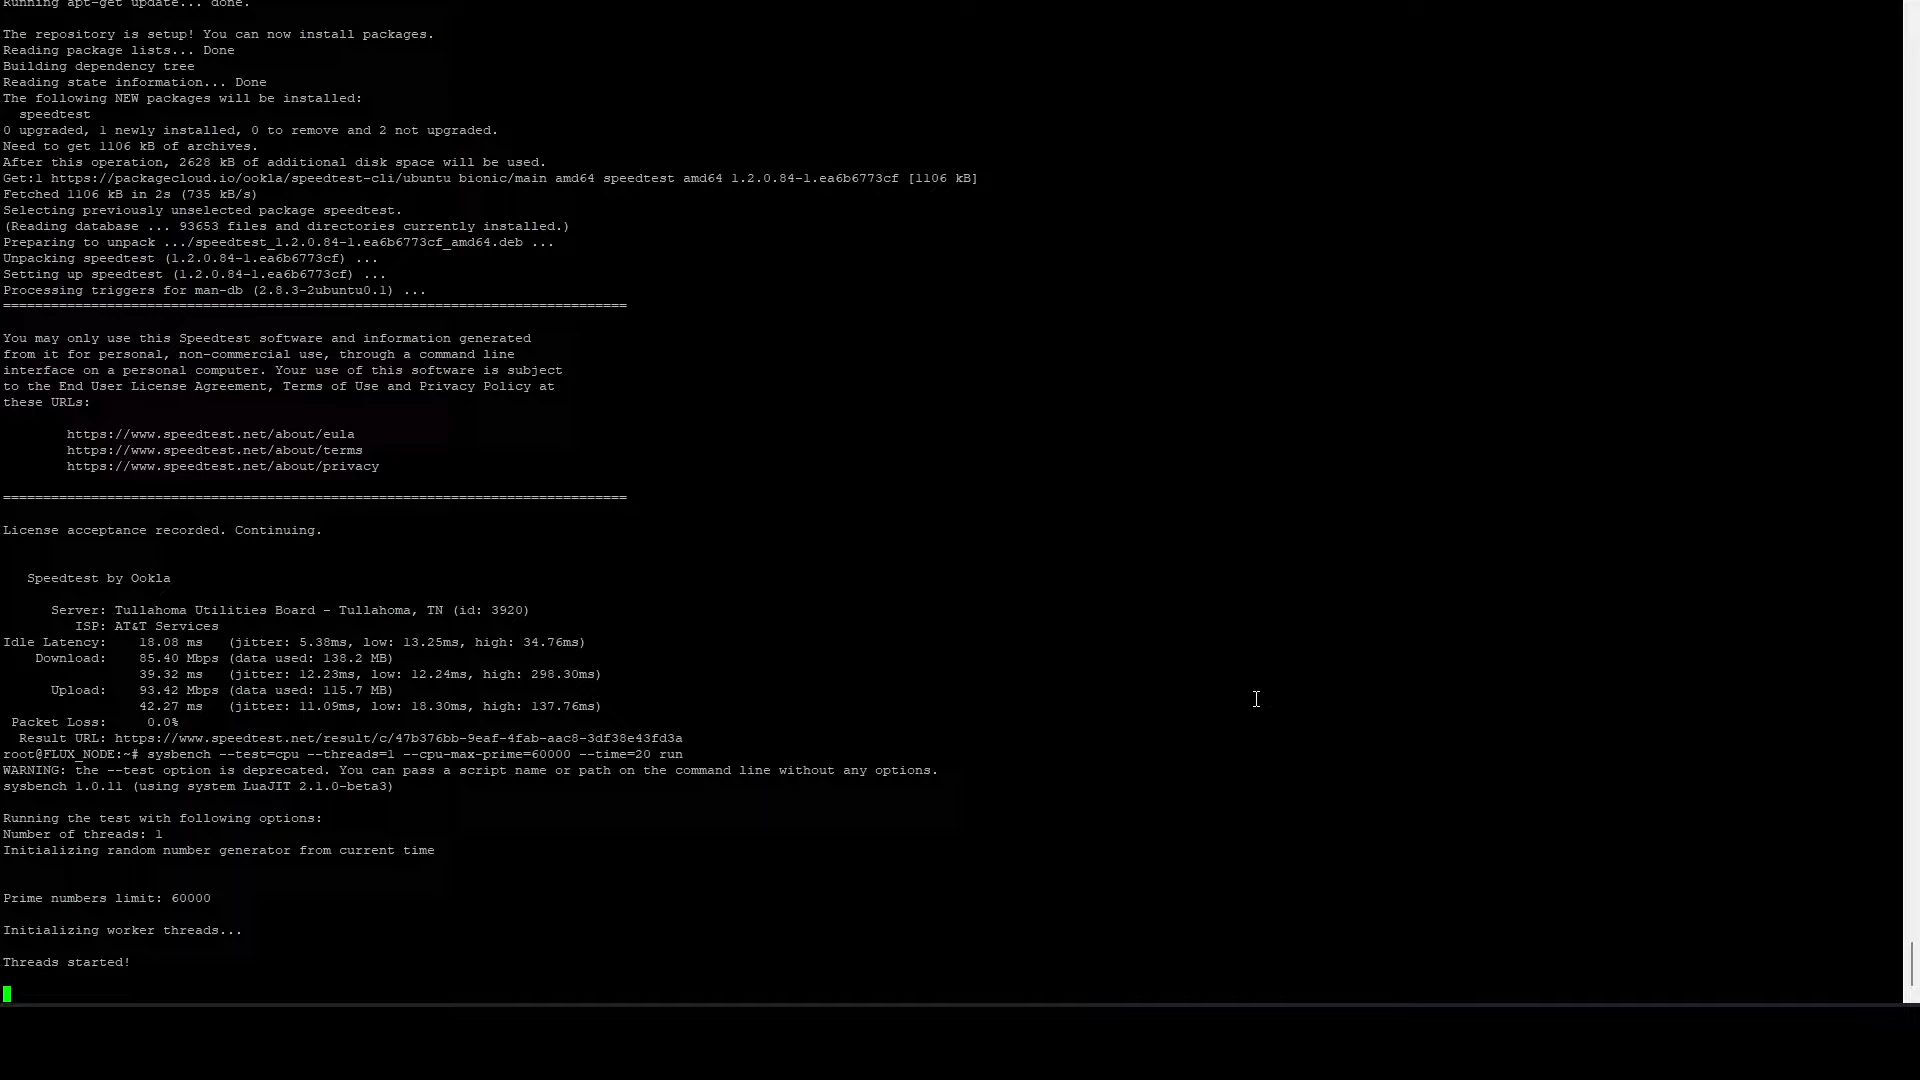 Running apt-get update... done.
The repository is setup! You can now install packages.
Reading package lists... Done
Building dependency tree
Reading state information... Done
The following NEW packages will be installed:
speedtest
0 upgraded, 1 newly installed, 0 to remove and 2 not upgraded.
Need to get 1106 kB of archives.
After this operation, 2628 kB of additional disk space will be used.
Get:1 https://packagecloud.io/ookla/speedtest-cli/ubuntu bionic/main amd64 speedtest amd64 1.2.0.84-1.ea6b6773cf [1106 kB]
Fetched 1106 kB in 2s (735 kB/s)
Selecting previously unselected package speedtest.
(Reading database ... 93653 files and directories currently installed.)
Preparing to unpack .../speedtest_1.2.0.84-1.ea6b6773cf_amd64.deb ...
Unpacking speedtest (1.2.0.84-1.ea6b6773cf) ...
Setting up speedtest (1.2.0.84-1.ea6b6773cf) ...
Processing triggers for man-db (2.8.3-2ubuntu0.1) ...
==============================================================================
You may only use this Speedtest software and information generated
from it for personal, non-commercial use, through a command line
interface on a personal computer. Your use of this software is subject
to the End User License Agreement, Terms of Use and Privacy Policy at
these URLs:
https://www.speedtest.net/about/eula
https://www.speedtest.net/about/terms
https://www.speedtest.net/about/privacy
==============================================================================
License acceptance recorded. Continuing.
Speedtest by Ookla
Server: Tullahoma Utilities Board - Tullahoma, TN (id: 3920)
ISP: AT&T Services
Idle Latency: 18.08 ms (jitter: 5.38ms, low: 13.25ms, high: 34.76ms)
Download: 85.40 Mbps (data used: 138.2 MB)
39.32 ms (jitter: 12.23ms, low: 12.24ms, high: 298.30ms)
Upload: 93.42 Mbps (data used: 115.7 MB)
42.27 ms (jitter: 11.09ms, low: 18.30ms, high: 137.76ms)
Packet Loss: 0.0%
Result URL: https://www.speedtest.net/result/c/47b376bb-9eaf-4fab-aac8-3df38e43fd3a
root@FLUX_NODE:~# sysbench --test=cpu --threads=1 --cpu-max-prime=60000 --time=20 run
WARNING: the --test option is deprecated. You can pass a script name or path on the command line without any options.
sysbench 1.0.11 (using system LuaJIT 2.1.0-beta3)
Running the test with following options:
Number of threads: 1
Initializing random number generator from current time
Prime numbers limit: 60000
Initializing worker threads...
Threads started!